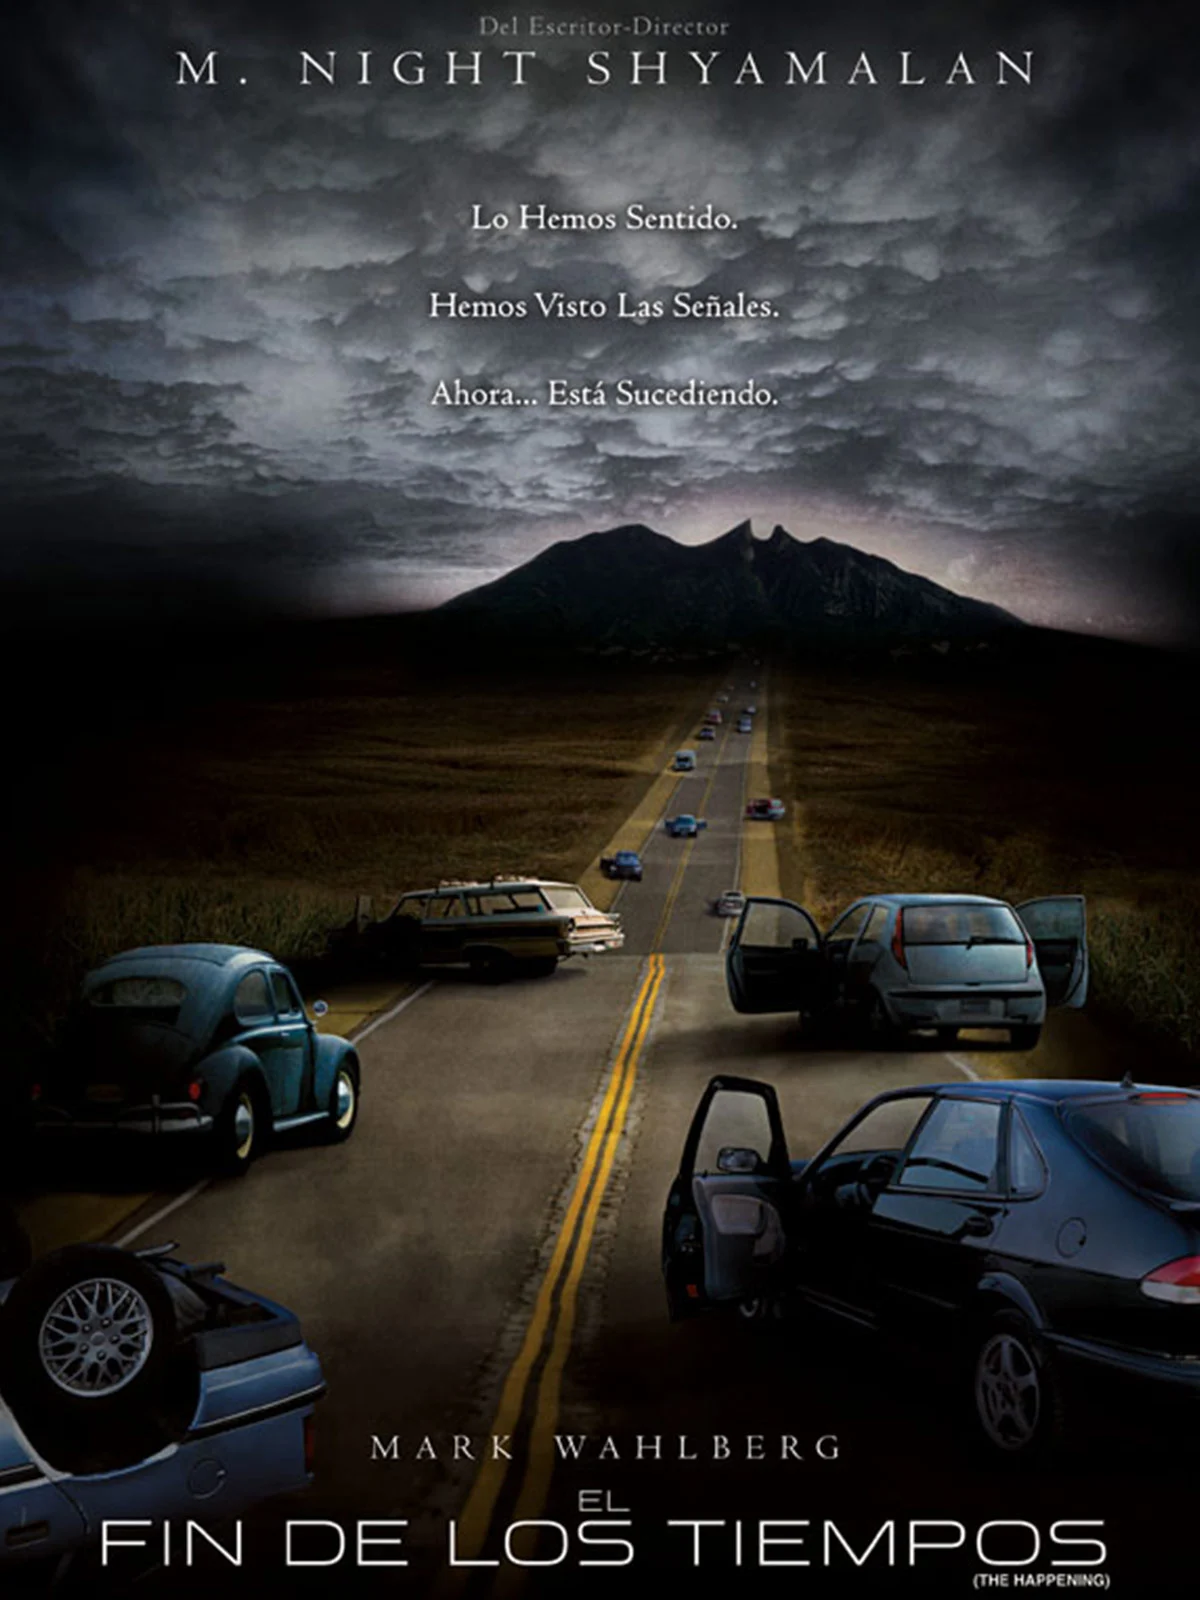 Del Escritor-Director
M. NIGHT SHYAMALAN
Lo Hemos Sentido.
Hemos Visto Las Señales.
Ahora... Está Sucediendo.
MARK WAHLBERG
EL
FIN DE LOS TIEMPOS
(THE HAPPENING)